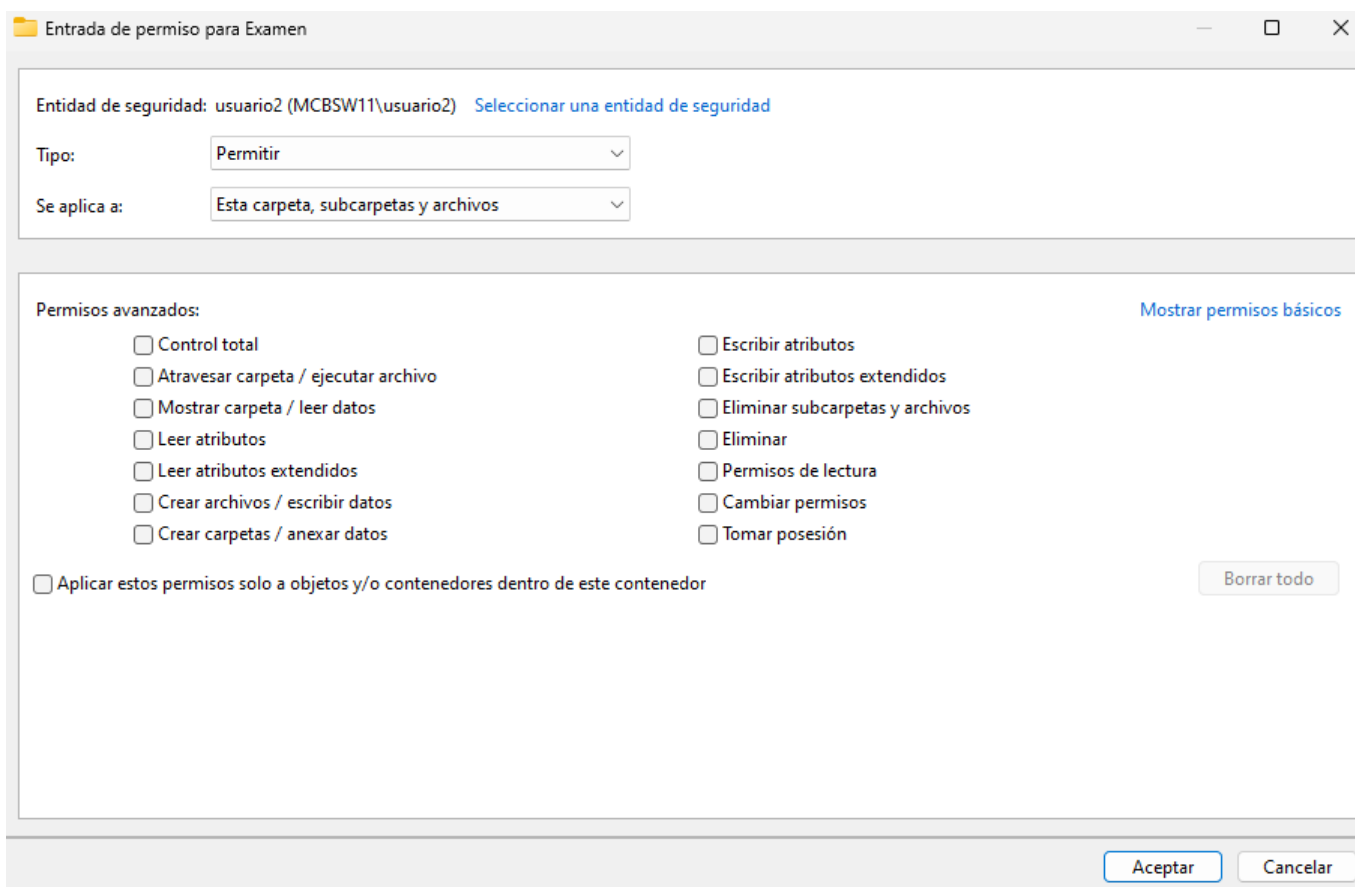 Entrada de permiso para Examen
Entidad de seguridad: usuario2 (MCBSW11\usuario2) Seleccionar una entidad de seguridad
Tipo: Permitir
Se aplica a: Esta carpeta, subcarpetas y archivos
Permisos avanzados: Mostrar permisos básicos
Control total
Atravesar carpeta / ejecutar archivo
Mostrar carpeta / leer datos
Leer atributos
Leer atributos extendidos
Crear archivos / escribir datos
Crear carpetas / anexar datos
Escribir atributos
Escribir atributos extendidos
Eliminar subcarpetas y archivos
Eliminar
Permisos de lectura
Cambiar permisos
Tomar posesión
Aplicar estos permisos solo a objetos y/o contenedores dentro de este contenedor
Borrar todo
Aceptar Cancelar